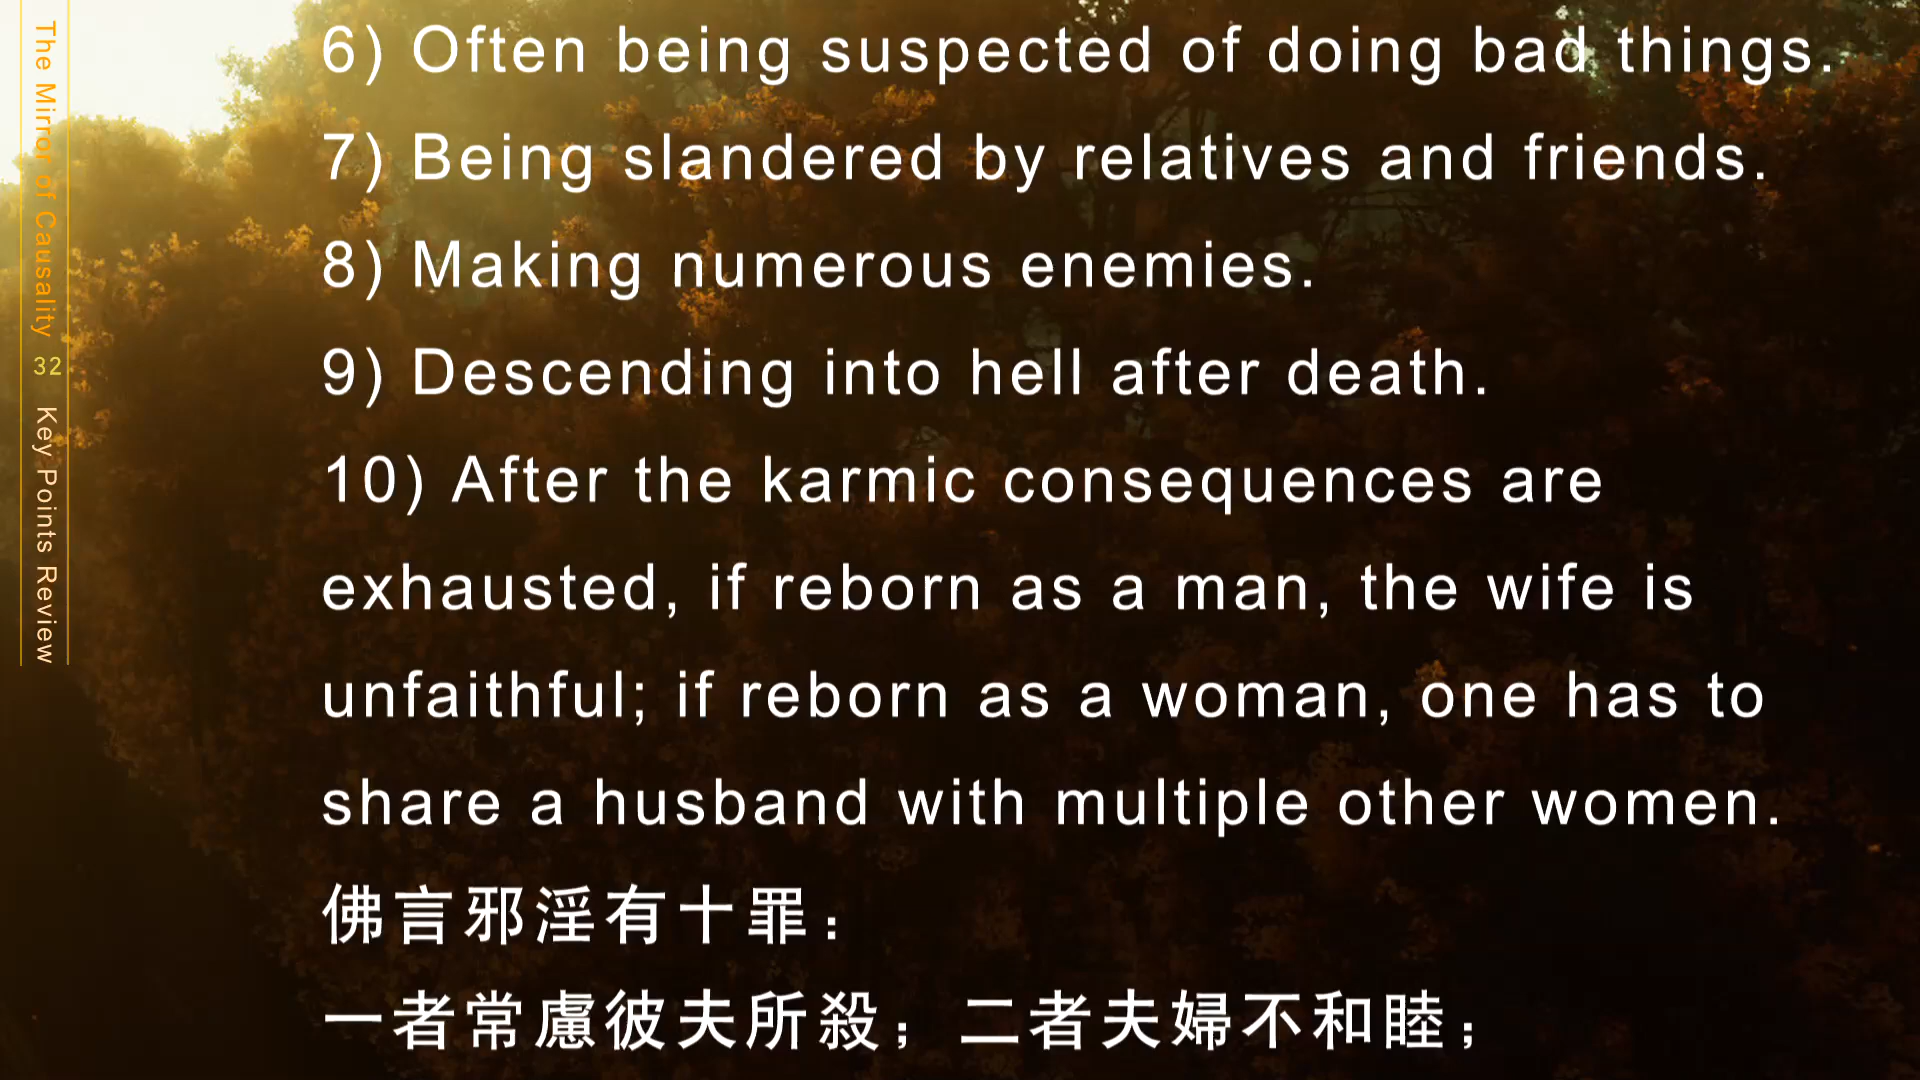 The Mirror of Causality 32 Key Points Review
6) Often being suspected of doing bad things.
7) Being slandered by relatives and friends.
8) Making numerous enemies.
9) Descending into hell after death.
10) After the karmic consequences are
exhausted, if reborn as a man, the wife is
unfaithful; if reborn as a woman, one has to
share a husband with multiple other women.
佛言邪淫有十罪：
一者常慮彼夫所殺；二者夫婦不和睦；